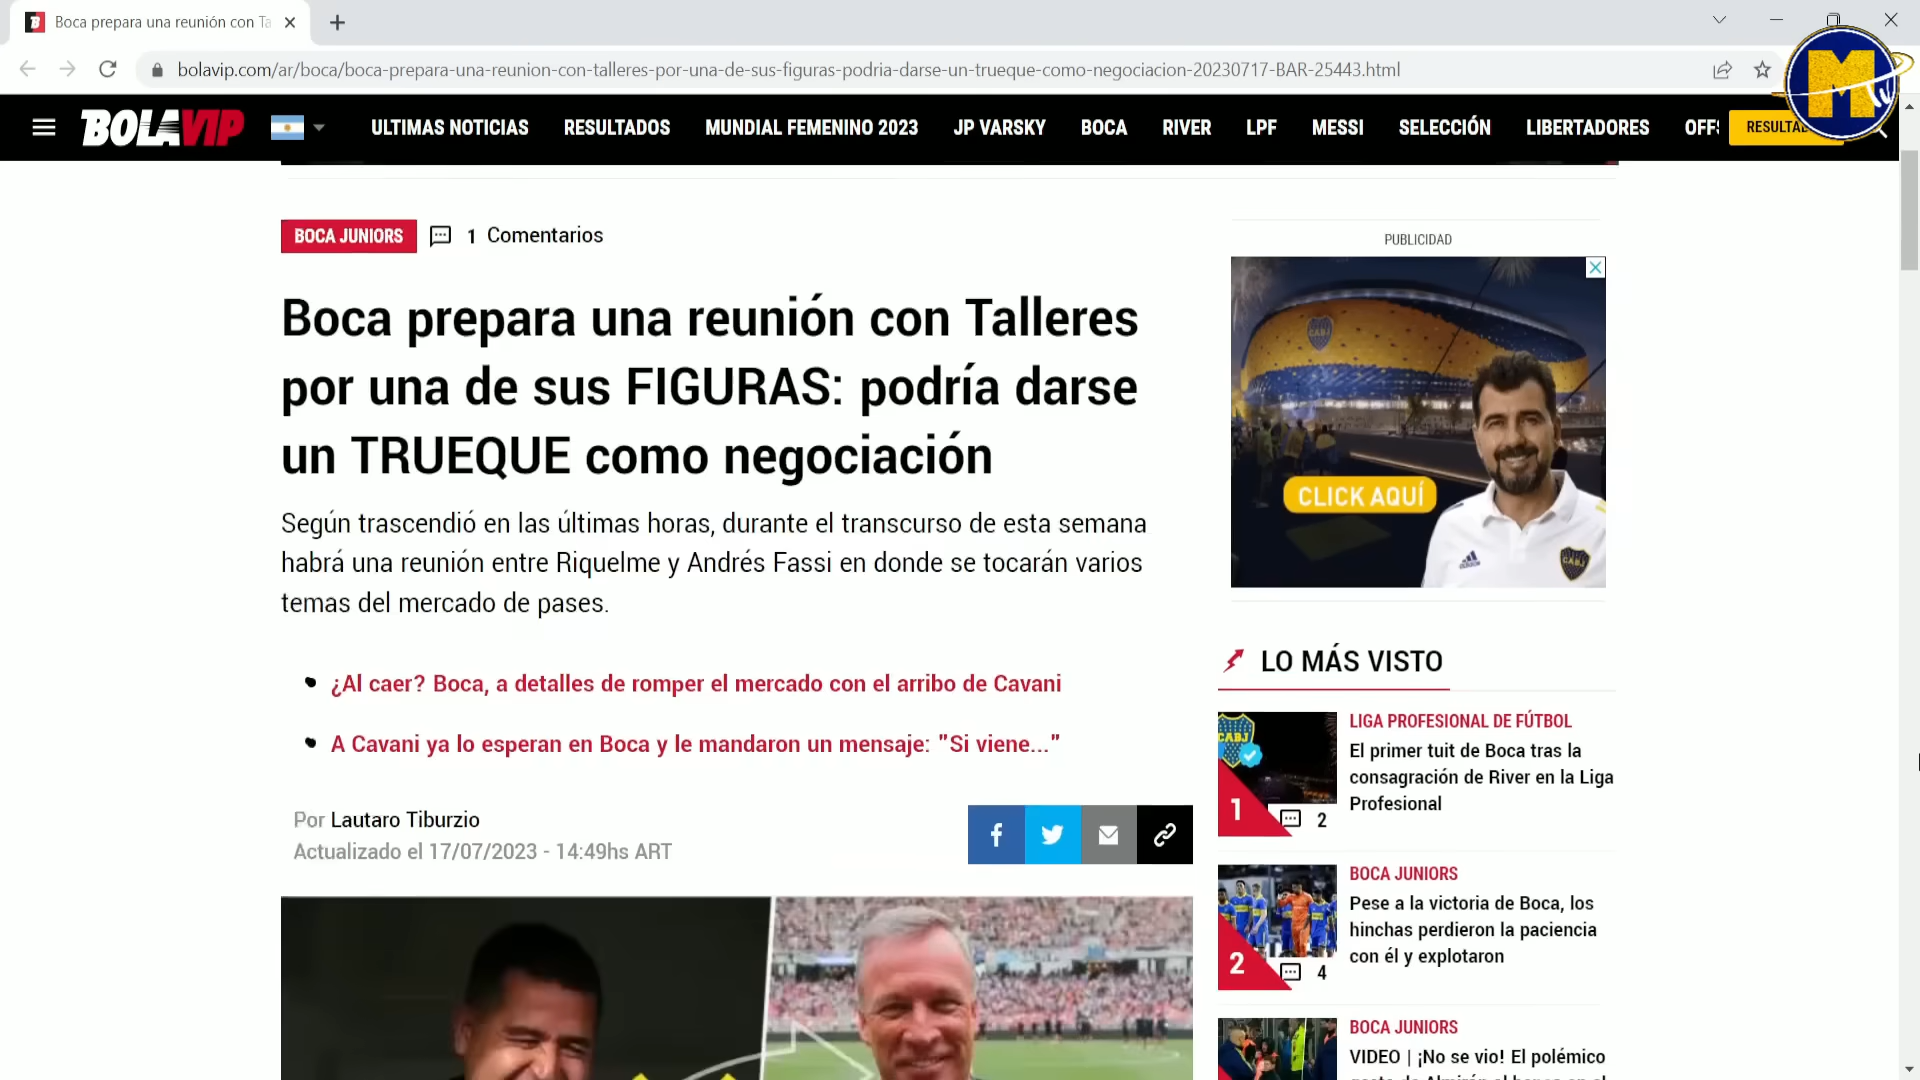 Boca prepara una reunión con Ta
bolavip.com/ar/boca/boca-prepara-una-reunion-con-talleres-por-una-de-sus-figuras-podria-darse-un-trueque-como-negociacion-20230717-BAR-25443.html
M
tv
BOLAVIP
ULTIMAS NOTICIAS RESULTADOS MUNDIAL FEMENINO 2023 JP VARSKY BOCA RIVER LPF MESSI SELECCIÓN LIBERTADORES OFFS
RESULTA
BOCA JUNIORS 1 Comentarios
Boca prepara una reunión con Talleres
por una de sus FIGURAS: podría darse
un TRUEQUE como negociación
Según trascendió en las últimas horas, durante el transcurso de esta semana
habrá una reunión entre Riquelme y Andrés Fassi en donde se tocarán varios
temas del mercado de pases.
¿Al caer? Boca, a detalles de romper el mercado con el arribo de Cavani
A Cavani ya lo esperan en Boca y le mandaron un mensaje: "Si viene..."
Por Lautaro Tiburzio
Actualizado el 17/07/2023 - 14:49hs ART
PUBLICIDAD
CABJ
CLICK AQUÍ
CABJ
LO MÁS VISTO
CABJ
1
2
LIGA PROFESIONAL DE FÚTBOL
El primer tuit de Boca tras la
consagración de River en la Liga
Profesional
2
4
BOCA JUNIORS
Pese a la victoria de Boca, los
hinchas perdieron la paciencia
con él y explotaron
BOCA JUNIORS
VIDEO | ¡No se vio! El polémico